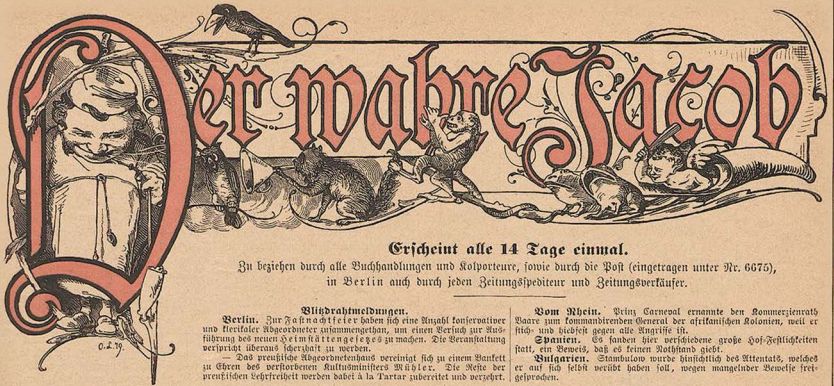 Der wahre Jacob
Erscheint alle 14 Tage einmal.
Zu beziehen durch alle Buchhandlungen und Kolporteure, sowie durch die Post (eingetragen unter Nr. 6675),
in Berlin auch durch jeden Zeitungsspediteur und Zeitungsverkäufer.
Blitzdrahtmeldungen.
Berlin. Zur Fastnachtfeier haben sich eine Anzahl konservativer
und klerikaler Abgeordneter zusammengethan, um einen Versuch zur Aus-
führung des neuen Heimstättengesetzes zu machen. Die Veranstaltung
verspricht überaus scherzhaft zu werden.
— Das preußische Abgeordnetenhaus vereinigt sich zu einem Bankett
zu Ehren des verstorbenen Kultusministers Mühler. Die Reste der
preußischen Lehrfreiheit werden dabei à la Tartar zubereitet und verzehrt.
Vom Rhein. Prinz Carneval ernannte den Kommerzienrath
Baare zum kommandirenden General der afrikanischen Kolonien, weil er
stich- und hiebfest gegen alle Angriffe ist.
Spanien. Es fanden hier verschiedene große Hof-Festlichkeiten
statt, ein Beweis, daß es keinen Nothstand giebt.
Bulgarien. Stambulow wurde hinsichtlich des Attentats, welches
er auf sich selbst verübt haben soll, wegen mangelnder Beweise frei-
gesprochen.
O.E.79.